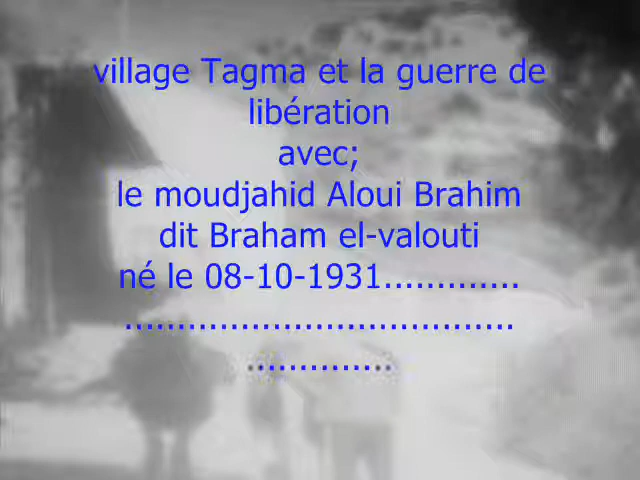 village Tagma et la guerre de
libération
avec;
le moudjahid Aloui Brahim
dit Braham el-valouti
né le 08-10-1931.............
.....................................
..............